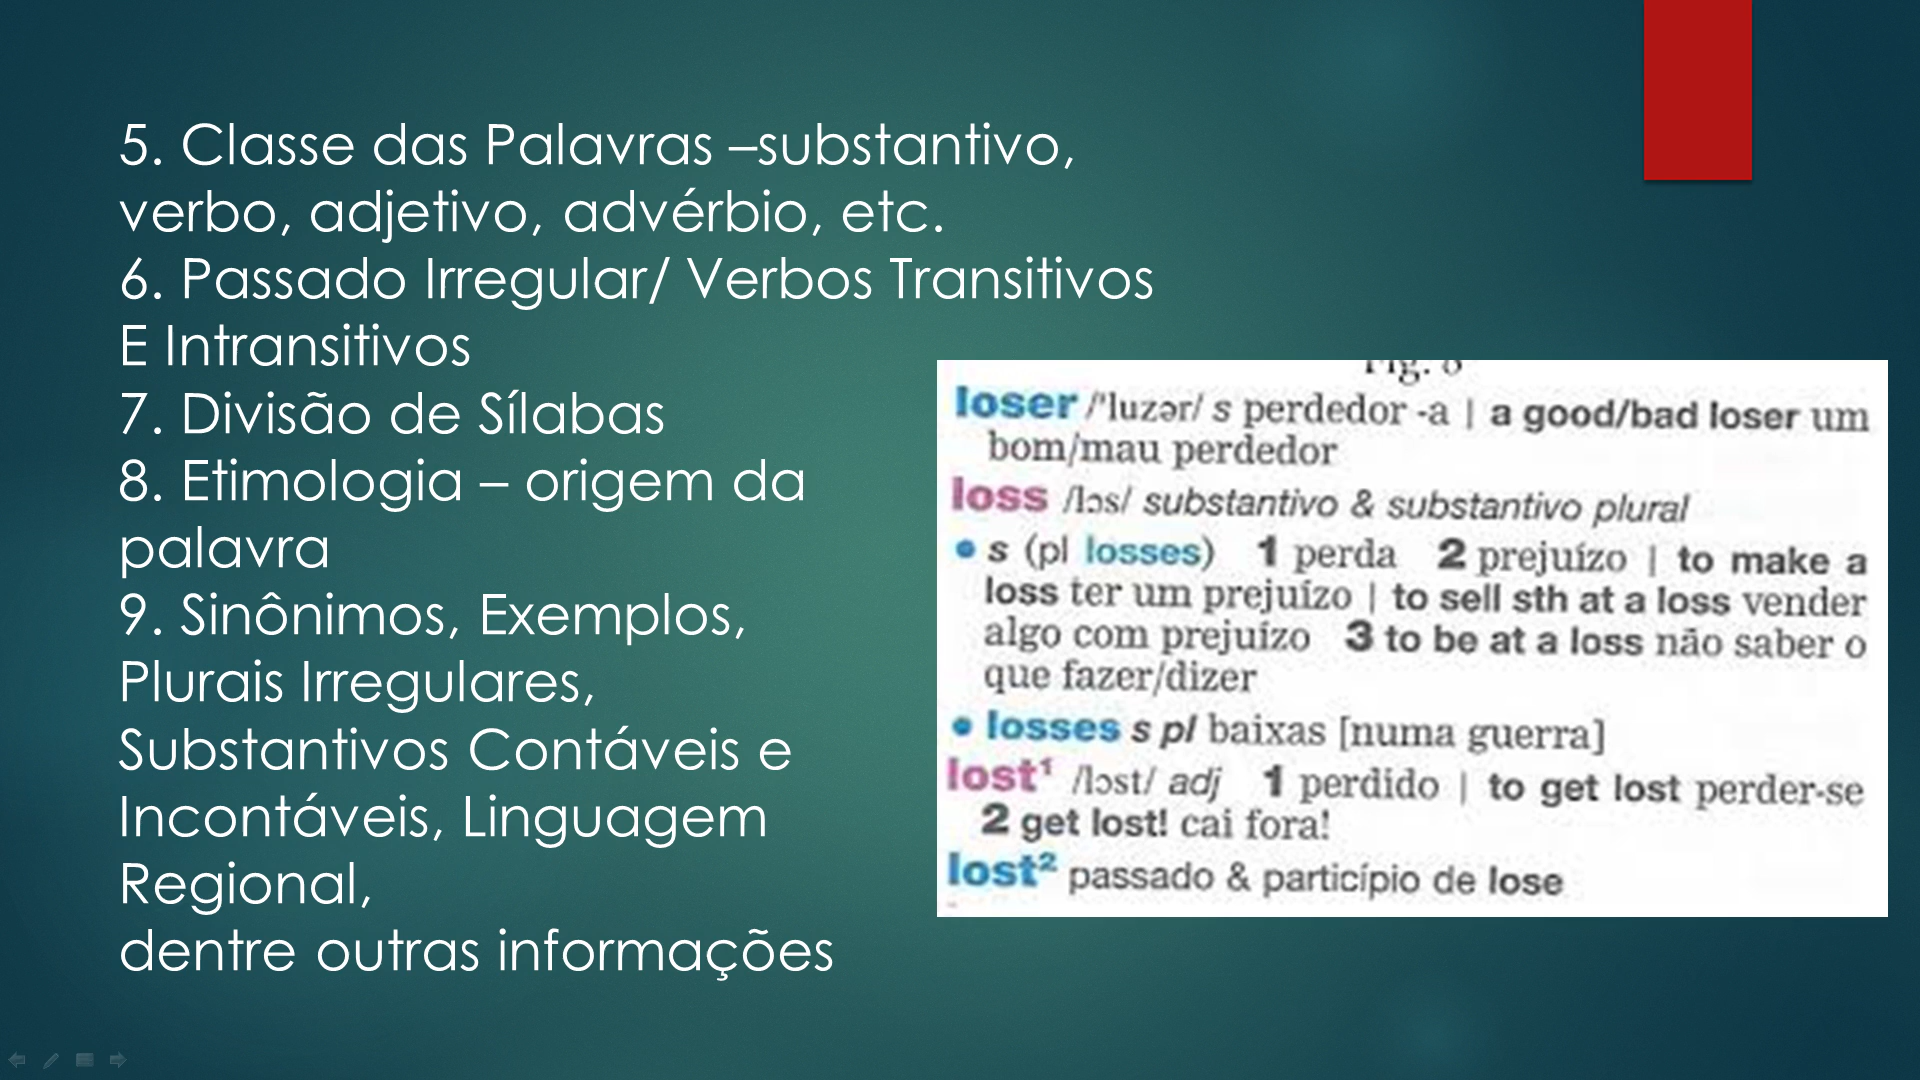 5. Classe das Palavras –substantivo,
verbo, adjetivo, advérbio, etc.
6. Passado Irregular/ Verbos Transitivos
E Intransitivos
7. Divisão de Sílabas
8. Etimologia – origem da
palavra
9. Sinônimos, Exemplos,
Plurais Irregulares,
Substantivos Contáveis e
Incontáveis, Linguagem
Regional,
dentre outras informações
loser /ˈluzər/ s perdedor -a | a good/bad loser um
bom/mau perdedor
loss /lɔs/ substantivo & substantivo plural
• s (pl losses) 1 perda 2 prejuízo | to make a
loss ter um prejuízo | to sell sth at a loss vender
algo com prejuízo 3 to be at a loss não saber o
que fazer/dizer
• losses s pl baixas [numa guerra]
lost¹ /lɔst/ adj 1 perdido | to get lost perder-se
2 get lost! cai fora!
lost² passado & particípio de lose